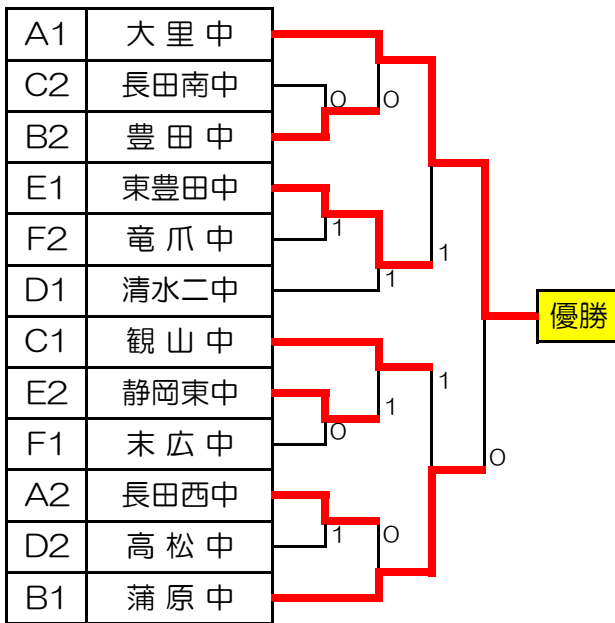 A1 大里中
C2 長田南中
0 0
B2 豊田中
E1 東豊田中
F2 竜爪中
1 1
D1 清水二中
1
優勝
C1 観山中
1
E2 静岡東中
1
F1 末広中
0
0
A2 長田西中
D2 高松中
1 0
B1 蒲原中